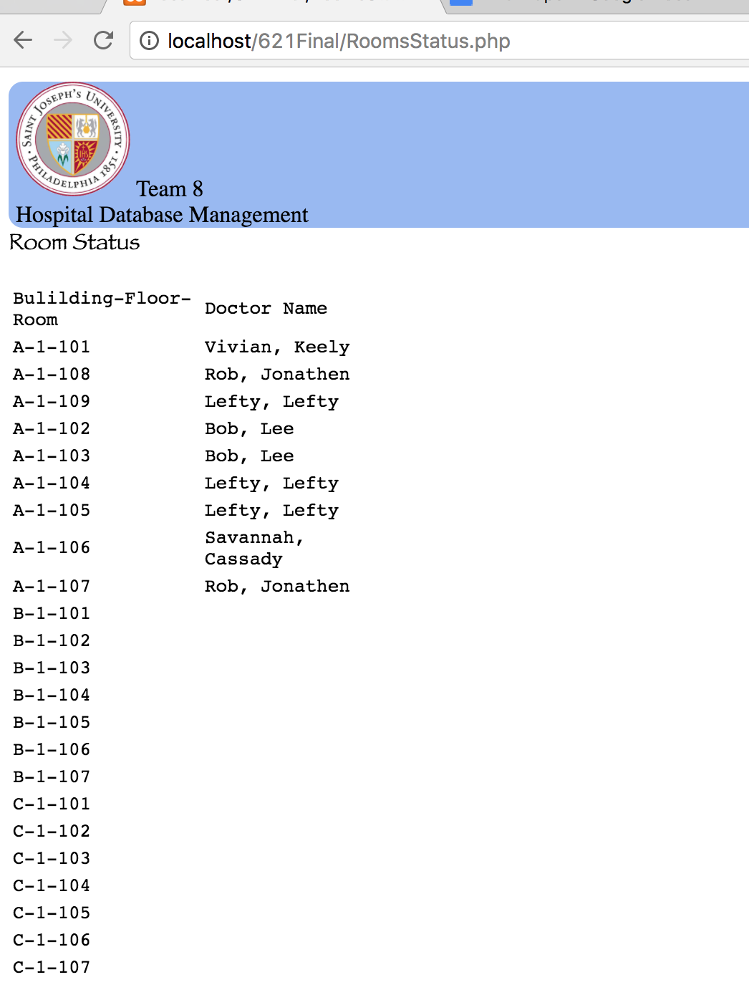 localhost/621Final/RoomsStatus.php
SAINT JOSEPH'S UNIVERSITY · PHILADELPHIA 1851 ·
IHS
Team 8
Hospital Database Management
Room Status
Bulilding-Floor-
Room
Doctor Name
A-1-101 Vivian, Keely
A-1-108 Rob, Jonathen
A-1-109 Lefty, Lefty
A-1-102 Bob, Lee
A-1-103 Bob, Lee
A-1-104 Lefty, Lefty
A-1-105 Lefty, Lefty
A-1-106 Savannah,
Cassady
A-1-107 Rob, Jonathen
B-1-101
B-1-102
B-1-103
B-1-104
B-1-105
B-1-106
B-1-107
C-1-101
C-1-102
C-1-103
C-1-104
C-1-105
C-1-106
C-1-107